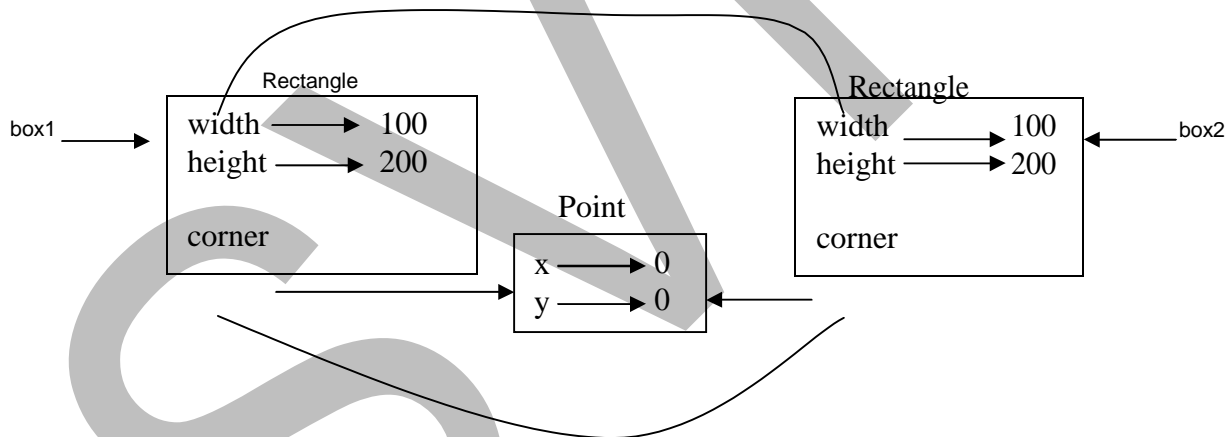 Rectangle
width 100
height 200
corner
box1
Point
x 0
y 0
Rectangle
width 100
height 200
corner
box2